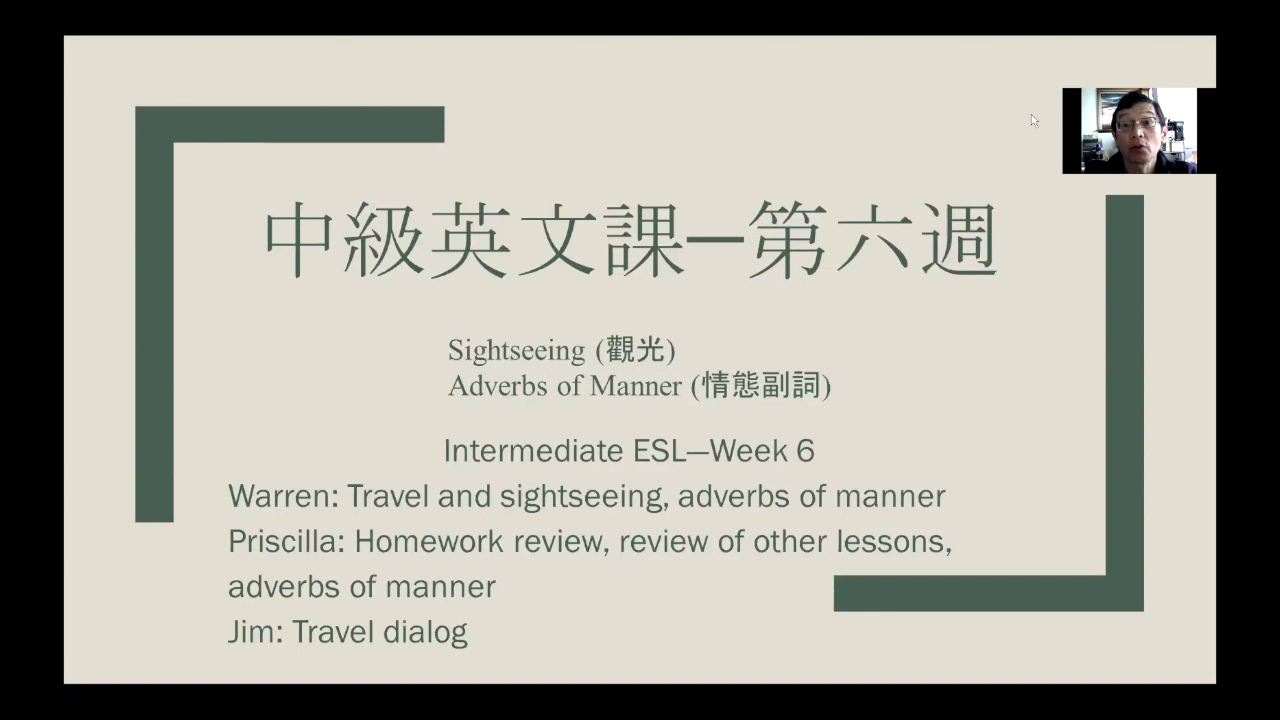 中級英文課─第六週
Sightseeing (觀光)
Adverbs of Manner (情態副詞)
Intermediate ESL—Week 6
Warren: Travel and sightseeing, adverbs of manner
Priscilla: Homework review, review of other lessons,
adverbs of manner
Jim: Travel dialog